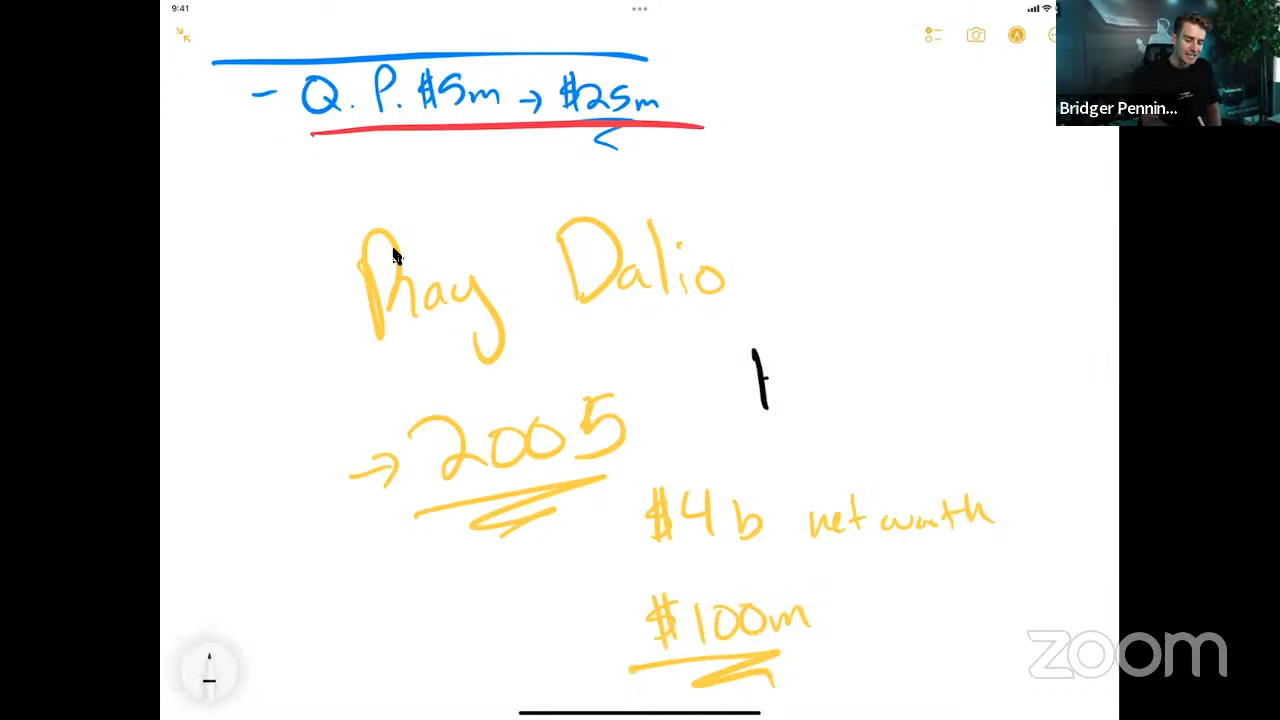 9:41
- Q. P. $5m → $25m
Bridger Pennin...
Ray Dalio
→ 2005
$4 b net worth
$100m
zoom